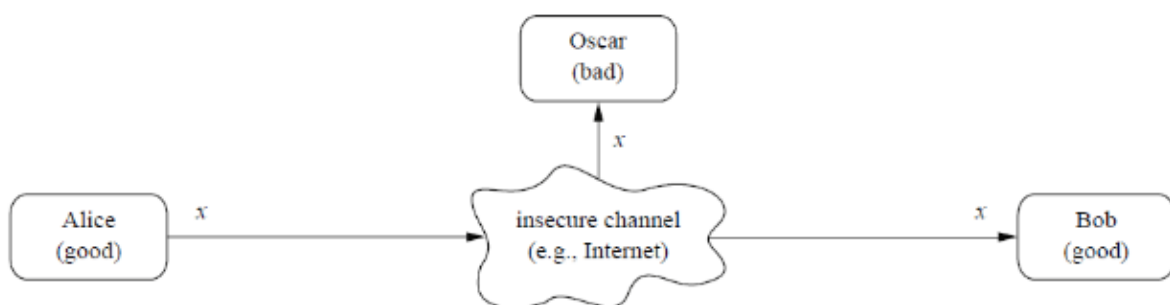 Oscar
(bad)
x
Alice
(good)
x
insecure channel
(e.g., Internet)
x
Bob
(good)